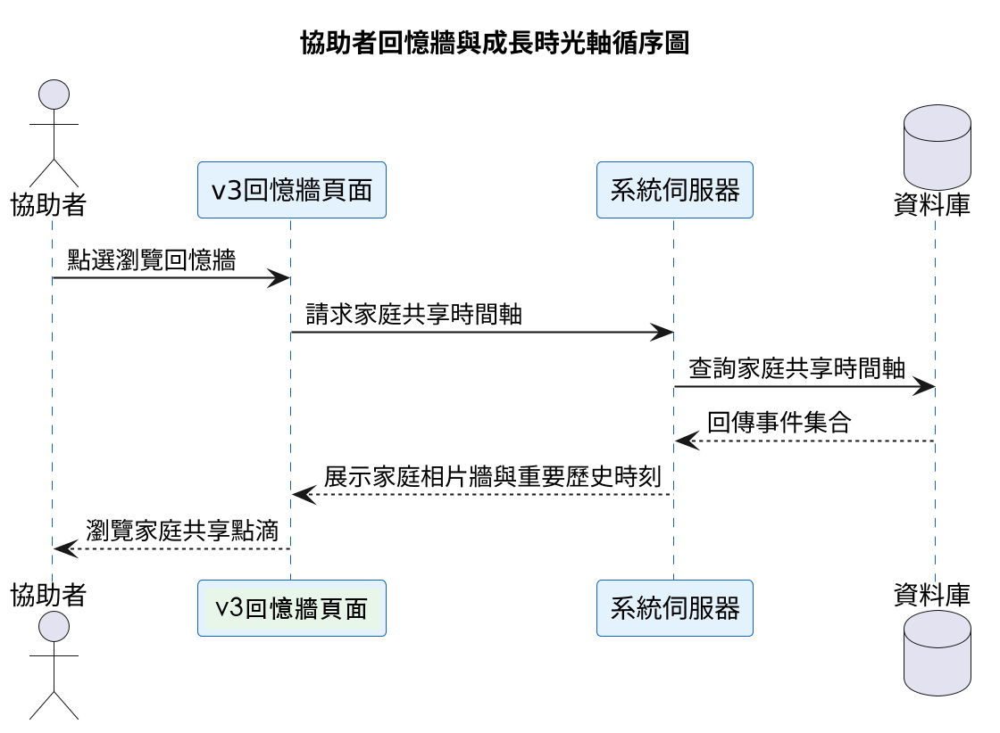 協助者回憶牆與成長時光軸循序圖
協助者
v3回憶牆頁面
系統伺服器
資料庫
點選瀏覽回憶牆
請求家庭共享時間軸
查詢家庭共享時間軸
回傳事件集合
展示家庭相片牆與重要歷史時刻
瀏覽家庭共享點滴
協助者
v3回憶牆頁面
系統伺服器
資料庫